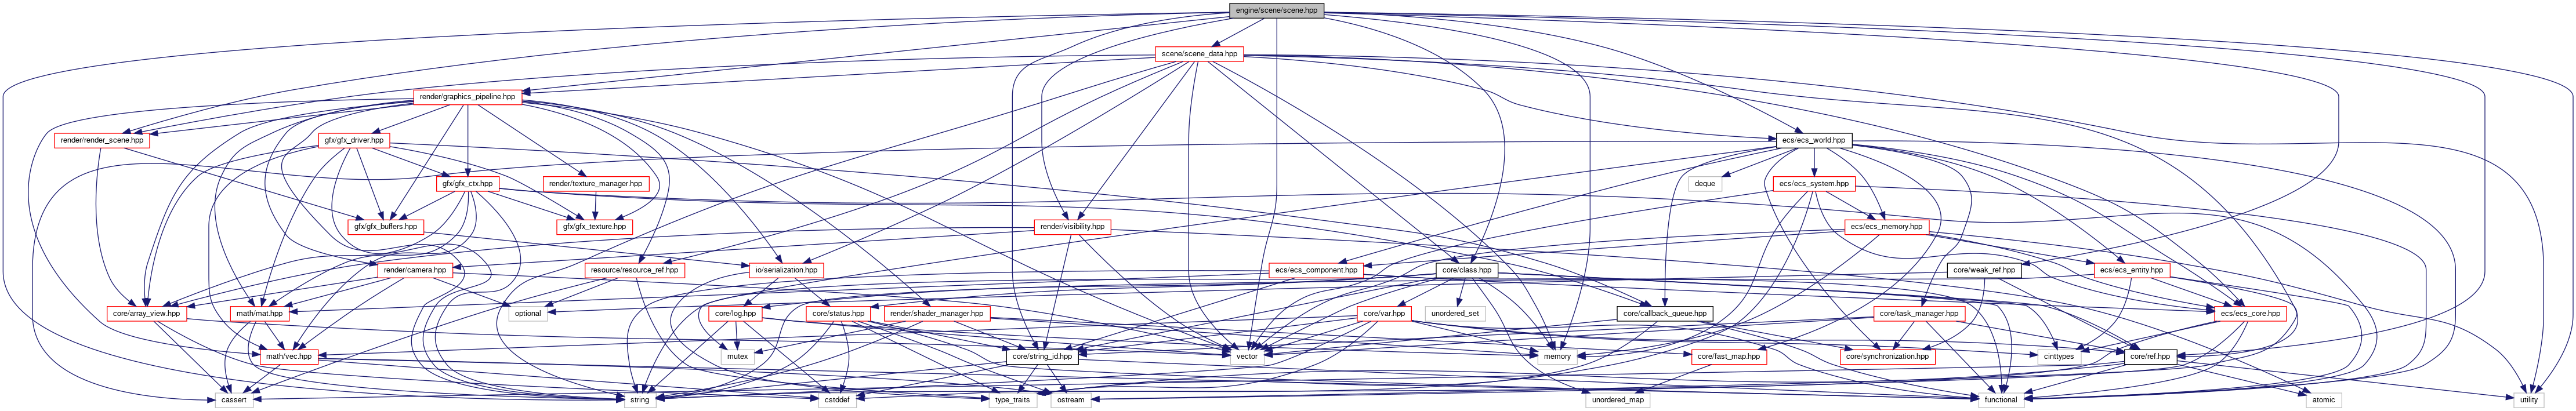 engine/scene/scene.hpp
scene/scene_data.hpp
render/graphics_pipeline.hpp
render/render_scene.hpp
gfx/gfx_driver.hpp
ecs/ecs_world.hpp
gfx/gfx_ctx.hpp
render/texture_manager.hpp
deque
ecs/ecs_system.hpp
gfx/gfx_buffers.hpp
gfx/gfx_texture.hpp
render/visibility.hpp
ecs/ecs_memory.hpp
render/camera.hpp
resource/resource_ref.hpp
io/serialization.hpp
ecs/ecs_component.hpp
core/class.hpp
core/weak_ref.hpp
ecs/ecs_entity.hpp
core/array_view.hpp
math/mat.hpp
optional
core/log.hpp
core/status.hpp
render/shader_manager.hpp
core/var.hpp
unordered_set
core/callback_queue.hpp
core/task_manager.hpp
ecs/ecs_core.hpp
math/vec.hpp
mutex
vector
core/string_id.hpp
memory
core/fast_map.hpp
cinttypes
core/synchronization.hpp
core/ref.hpp
cassert
string
cstddef
type_traits
ostream
unordered_map
functional
atomic
utility